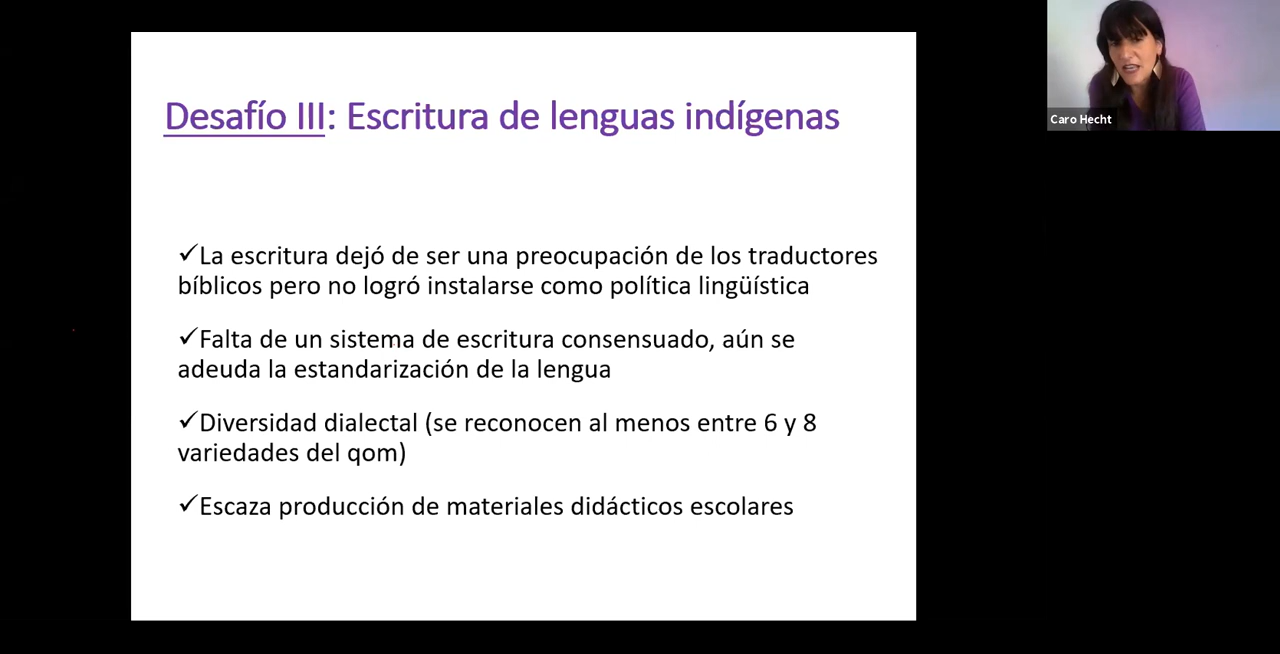 Desafío III: Escritura de lenguas indígenas
✓La escritura dejó de ser una preocupación de los traductores
bíblicos pero no logró instalarse como política lingüística
✓Falta de un sistema de escritura consensuado, aún se
adeuda la estandarización de la lengua
✓Diversidad dialectal (se reconocen al menos entre 6 y 8
variedades del qom)
✓Escaza producción de materiales didácticos escolares
Caro Hecht